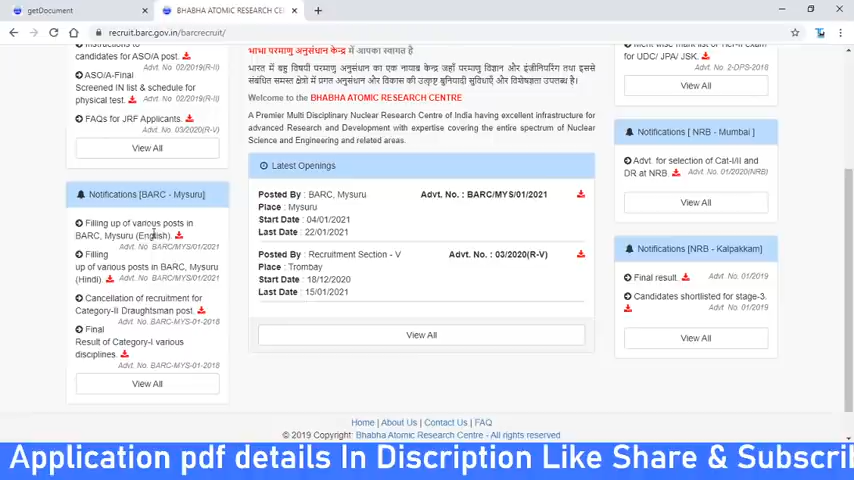 getDocument
BHABHA ATOMIC RESEARCH CE
recruit.barc.gov.in/barcrecruit/
Instructions to
candidates for ASO/A post.
Advt. No. 02/2019(R-II)
ASO/A-Final
Screened IN list & schedule for
physical test.
Advt. No. 02/2019(R-II)
FAQs for JRF Applicants.
Advt. No. 03/2020(R-V)
View All
Notifications [BARC - Mysuru]
Filling up of various posts in
BARC, Mysuru (English).
Advt. No. BARC/MYS/01/2021
Filling
up of various posts in BARC, Mysuru
(Hindi). Advt. No. BARC/MYS/01/2021
Cancellation of recruitment for
Category-II Draughtsman post.
Advt. No. BARC-MYS-01-2018
Final
Result of Category-I various
disciplines.
Advt. No. BARC-MYS-01-2018
View All
भाभा परमाणु अनुसंधान केन्द्र में आपका स्वागत है
भारत में बहु विषयी परमाणु अनुसंधान का एक नाभिक केन्द्र जहाँ परमाणु विज्ञान और इंजीनियरिंग तथा इससे
संबंधित समस्त क्षेत्रो में प्रगत अनुसंधान और विकास की उत्कृष्ट बुनियादी सुविधाएँ और विशेषज्ञता उपलब्ध है।
Welcome to the BHABHA ATOMIC RESEARCH CENTRE
A Premier Multi Disciplinary Nuclear Research Centre of India having excellent infrastructure for
advanced Research and Development with expertise covering the entire spectrum of Nuclear
Science and Engineering and related areas.
Latest Openings
Posted By : BARC, Mysuru Advt. No. : BARC/MYS/01/2021
Place : Mysuru
Start Date : 04/01/2021
Last Date : 22/01/2021
Posted By : Recruitment Section - V Advt. No. : 03/2020(R-V)
Place : Trombay
Start Date : 18/12/2020
Last Date : 15/01/2021
View All
Merit wise mark list of Tier-II Exam
for UDC/ JPA/ JSK.
Advt. No. 2-DPS-2018
View All
Notifications [ NRB - Mumbai ]
Advt. for selection of Cat-I/II and
DR at NRB. Advt. No. 01/2020(NRB)
View All
Notifications [NRB - Kalpakkam]
Final result. Advt. No. 01/2019
Candidates shortlisted for stage-3.
Advt. No. 01/2019
View All
Home | About Us | Contact Us | FAQ
© 2019 Copyright: Bhabha Atomic Research Centre - All rights reserved
Application pdf details In Discription Like Share & Subscri